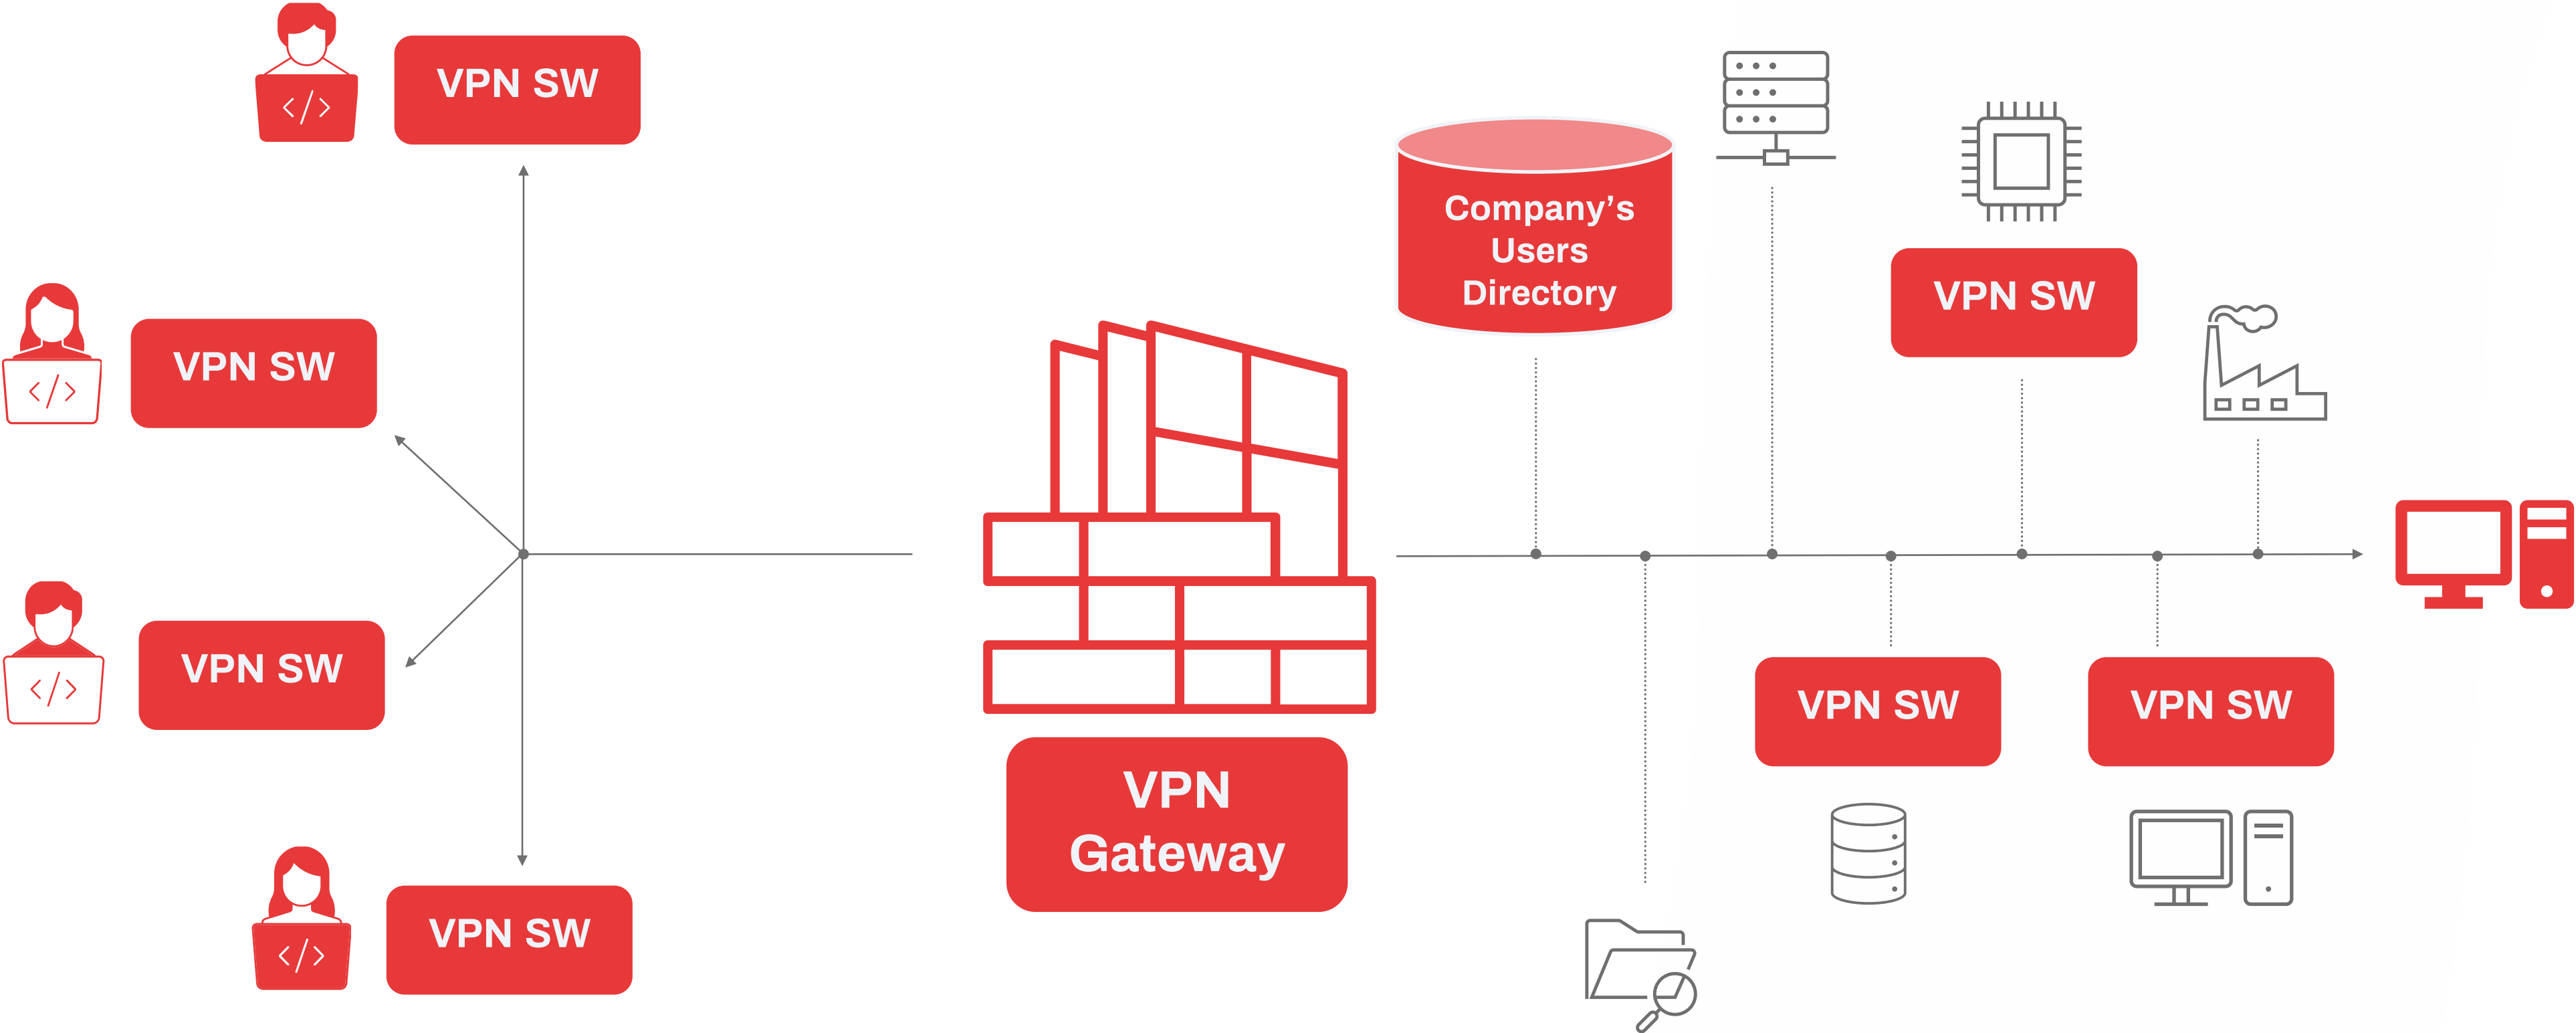 VPN SW
VPN SW
VPN SW
VPN SW
</>
</>
</>
</>
VPN
Gateway
Company’s
Users
Directory
VPN SW
VPN SW
VPN SW